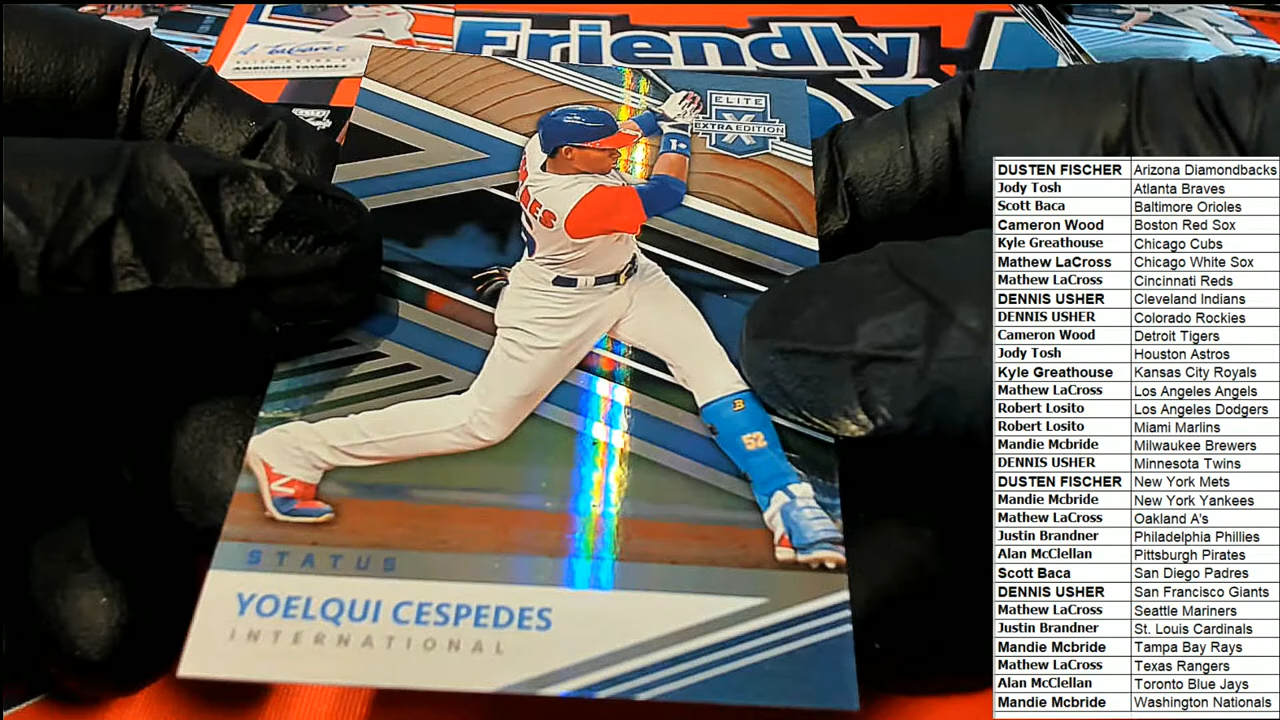 Friendly
A. Tavarez
AMBIORIS TAVAREZ
ELITE
X
EXTRA EDITION
B
52
STATUS
YOELQUI CESPEDES
INTERNATIONAL
DUSTEN FISCHER Arizona Diamondbacks
Jody Tosh Atlanta Braves
Scott Baca Baltimore Orioles
Cameron Wood Boston Red Sox
Kyle Greathouse Chicago Cubs
Mathew LaCross Chicago White Sox
Mathew LaCross Cincinnati Reds
DENNIS USHER Cleveland Indians
DENNIS USHER Colorado Rockies
Cameron Wood Detroit Tigers
Jody Tosh Houston Astros
Kyle Greathouse Kansas City Royals
Mathew LaCross Los Angeles Angels
Robert Losito Los Angeles Dodgers
Robert Losito Miami Marlins
Mandie Mcbride Milwaukee Brewers
DENNIS USHER Minnesota Twins
DUSTEN FISCHER New York Mets
Mandie Mcbride New York Yankees
Mathew LaCross Oakland A's
Justin Brandner Philadelphia Phillies
Alan McClellan Pittsburgh Pirates
Scott Baca San Diego Padres
DENNIS USHER San Francisco Giants
Mathew LaCross Seattle Mariners
Justin Brandner St. Louis Cardinals
Mandie Mcbride Tampa Bay Rays
Mathew LaCross Texas Rangers
Alan McClellan Toronto Blue Jays
Mandie Mcbride Washington Nationals